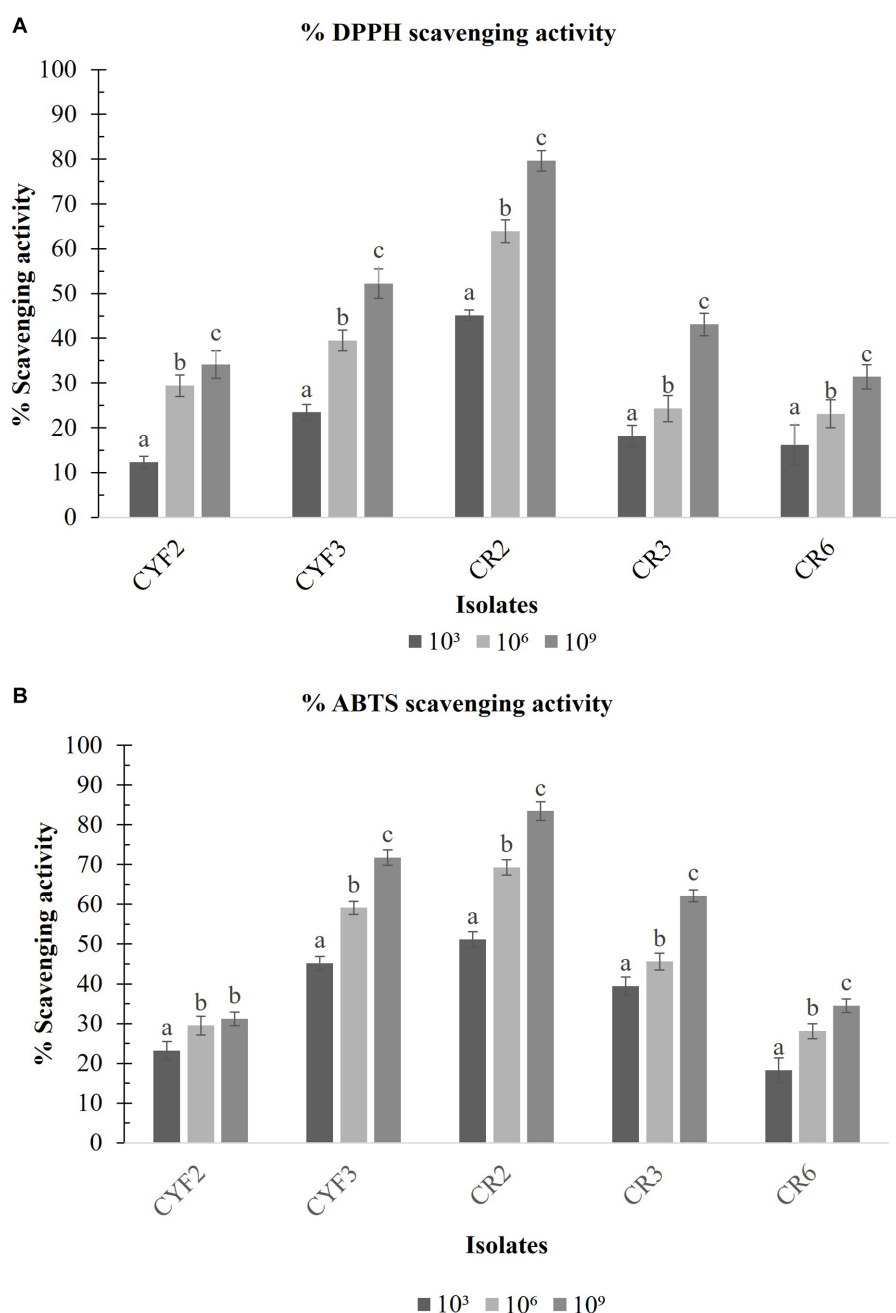 A
% DPPH scavenging activity
% Scavenging activity
100
90
80
70
60
50
40
30
20
10
0
a b c
a b c
a b c
a b c
a b c
CYF2 CYF3 CR2 CR3 CR6
Isolates
10³ 10⁶ 10⁹
B
% ABTS scavenging activity
% Scavenging activity
100
90
80
70
60
50
40
30
20
10
0
a b b
a b c
a b c
a b c
a b c
CYF2 CYF3 CR2 CR3 CR6
Isolates
10³ 10⁶ 10⁹